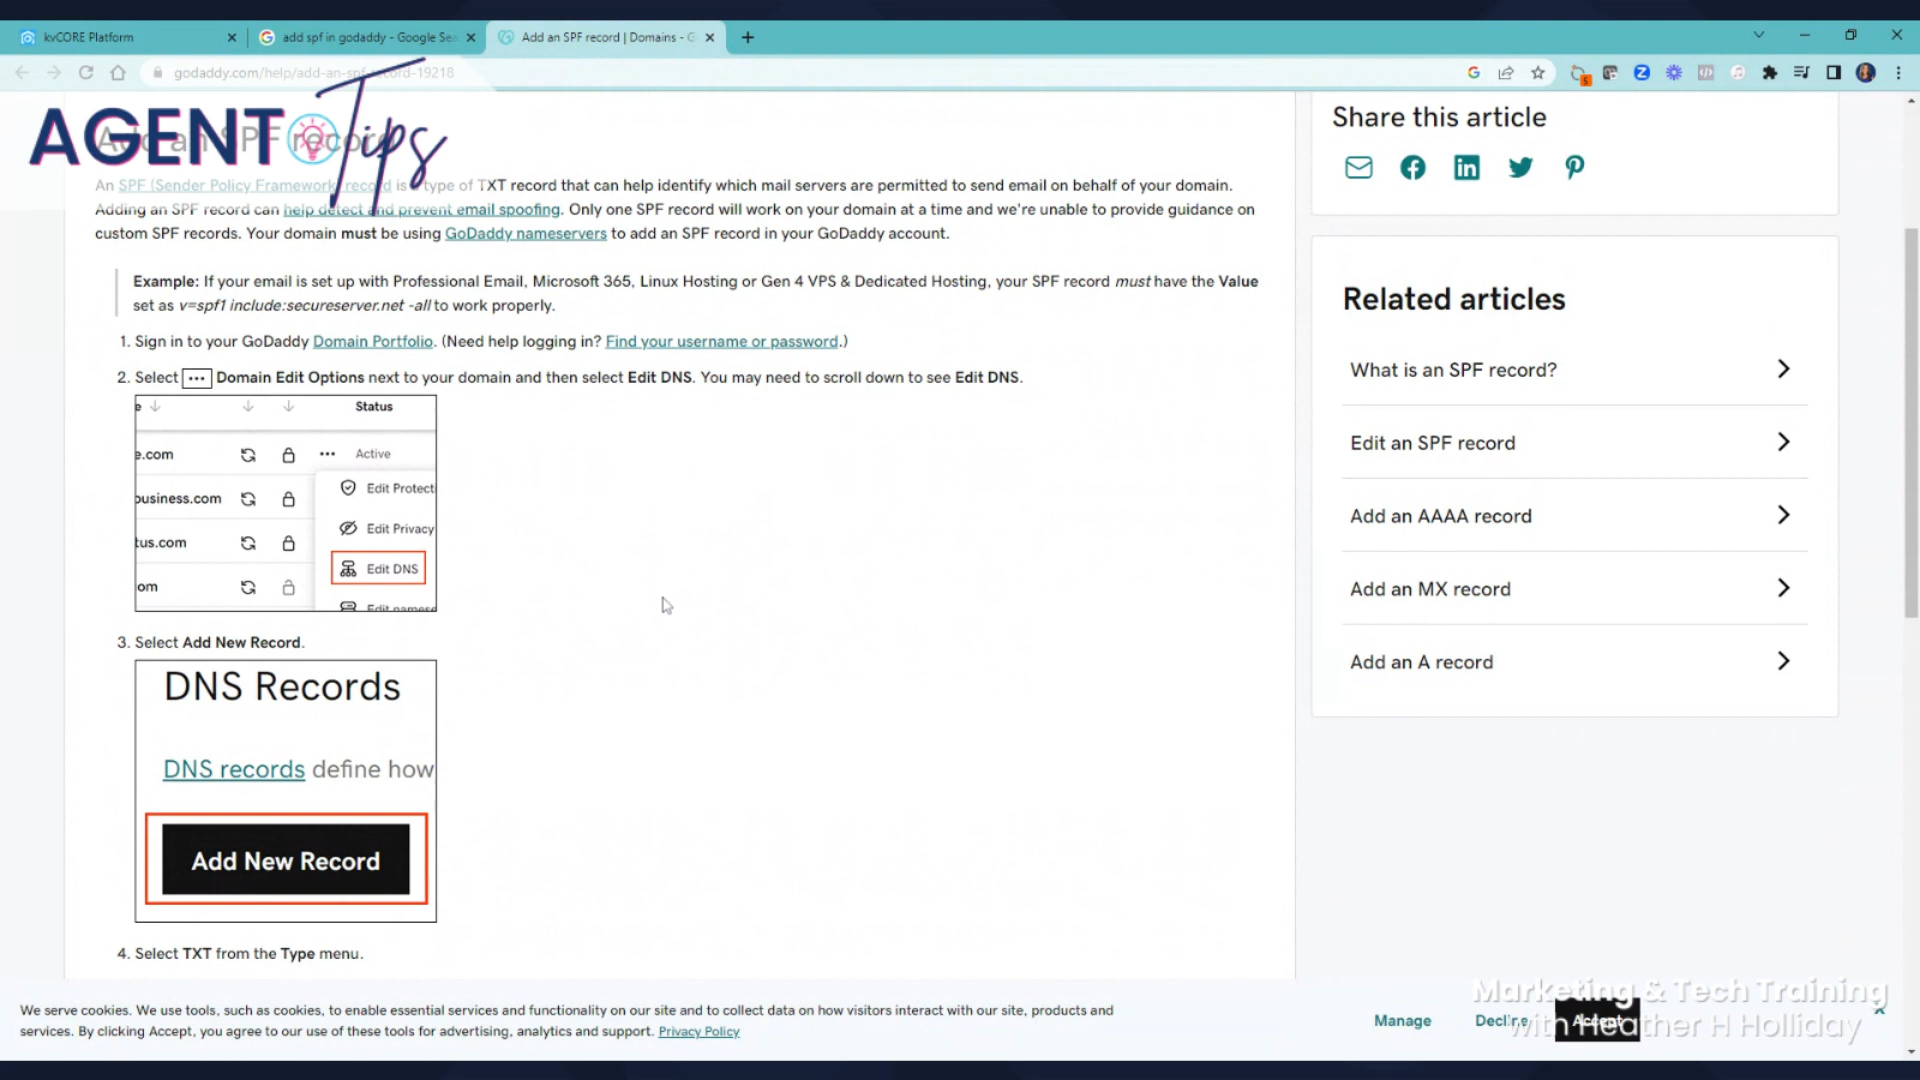 kvCORE Platform
add spf in godaddy - Google Sea
Add an SPF record | Domains - G
godaddy.com/help/add-an-spf-record-19218
AGENT Tips
Add an SPF record
An SPF (Sender Policy Framework) record is a type of TXT record that can help identify which mail servers are permitted to send email on behalf of your domain.
Adding an SPF record can help detect and prevent email spoofing. Only one SPF record will work on your domain at a time and we're unable to provide guidance on
custom SPF records. Your domain must be using GoDaddy nameservers to add an SPF record in your GoDaddy account.
Example: If your email is set up with Professional Email, Microsoft 365, Linux Hosting or Gen 4 VPS & Dedicated Hosting, your SPF record must have the Value
set as v=spf1 include:secureserver.net -all to work properly.
1. Sign in to your GoDaddy Domain Portfolio. (Need help logging in? Find your username or password.)
2. Select ••• Domain Edit Options next to your domain and then select Edit DNS. You may need to scroll down to see Edit DNS.
e Status
e.com ••• Active
Edit Protect
business.com
Edit Privacy
tus.com
Edit DNS
om
Edit names
3. Select Add New Record.
DNS Records
DNS records define how
Add New Record
4. Select TXT from the Type menu.
Share this article
Related articles
What is an SPF record?
Edit an SPF record
Add an AAAA record
Add an MX record
Add an A record
We serve cookies. We use tools, such as cookies, to enable essential services and functionality on our site and to collect data on how visitors interact with our site, products and
services. By clicking Accept, you agree to our use of these tools for advertising, analytics and support. Privacy Policy
Manage
Decline
Accept
Marketing & Tech Training
with Heather H Holliday